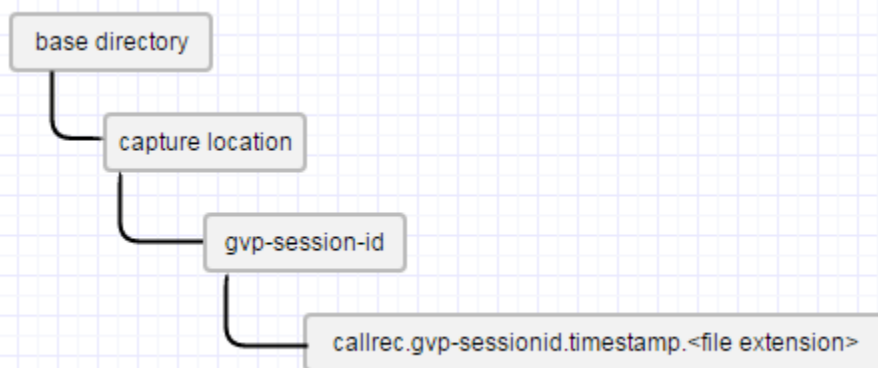 base directory
capture location
gvp-session-id
callrec.gvp-sessionid.timestamp.<file extension>